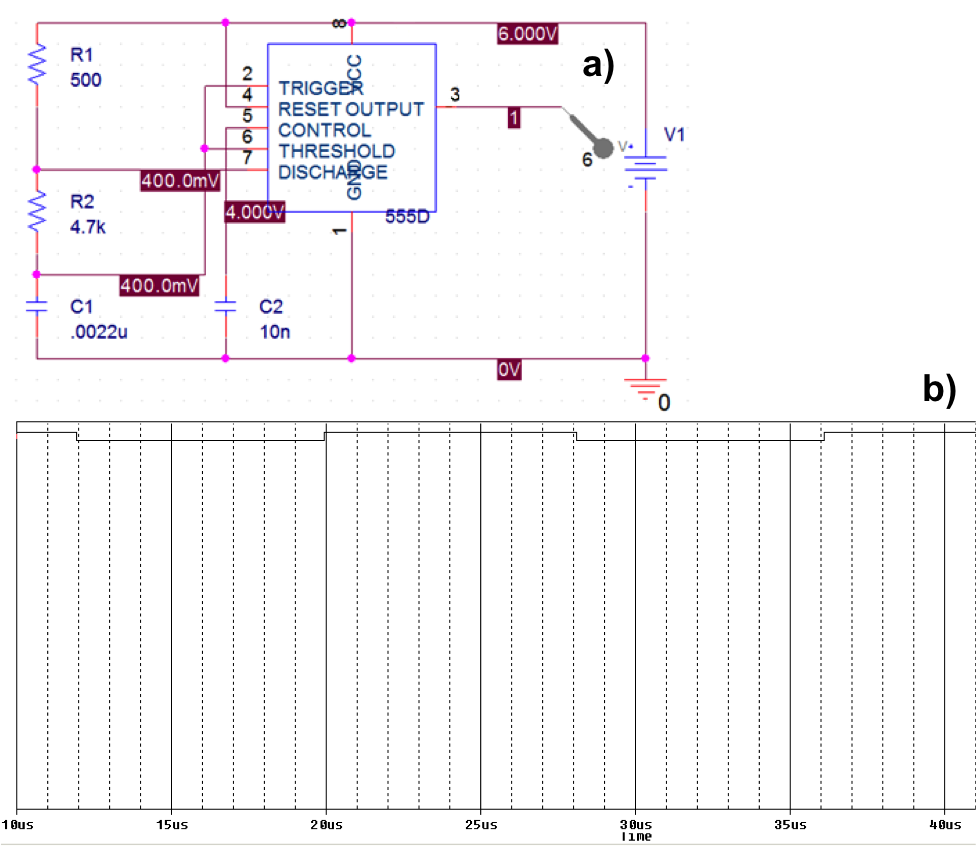 8
6.000V
a)
R1
500
2
TRIGGER
VCC
4
RESET OUTPUT
3
5
CONTROL
1
6
THRESHOLD
7
DISCHARGE
GND
V+
6
V1
+
-
400.0mV
R2
4.7k
4.000V
555D
1
400.0mV
C1
.0022u
C2
10n
0V
0
b)
10us 15us 20us 25us 30us 35us 40us
Time